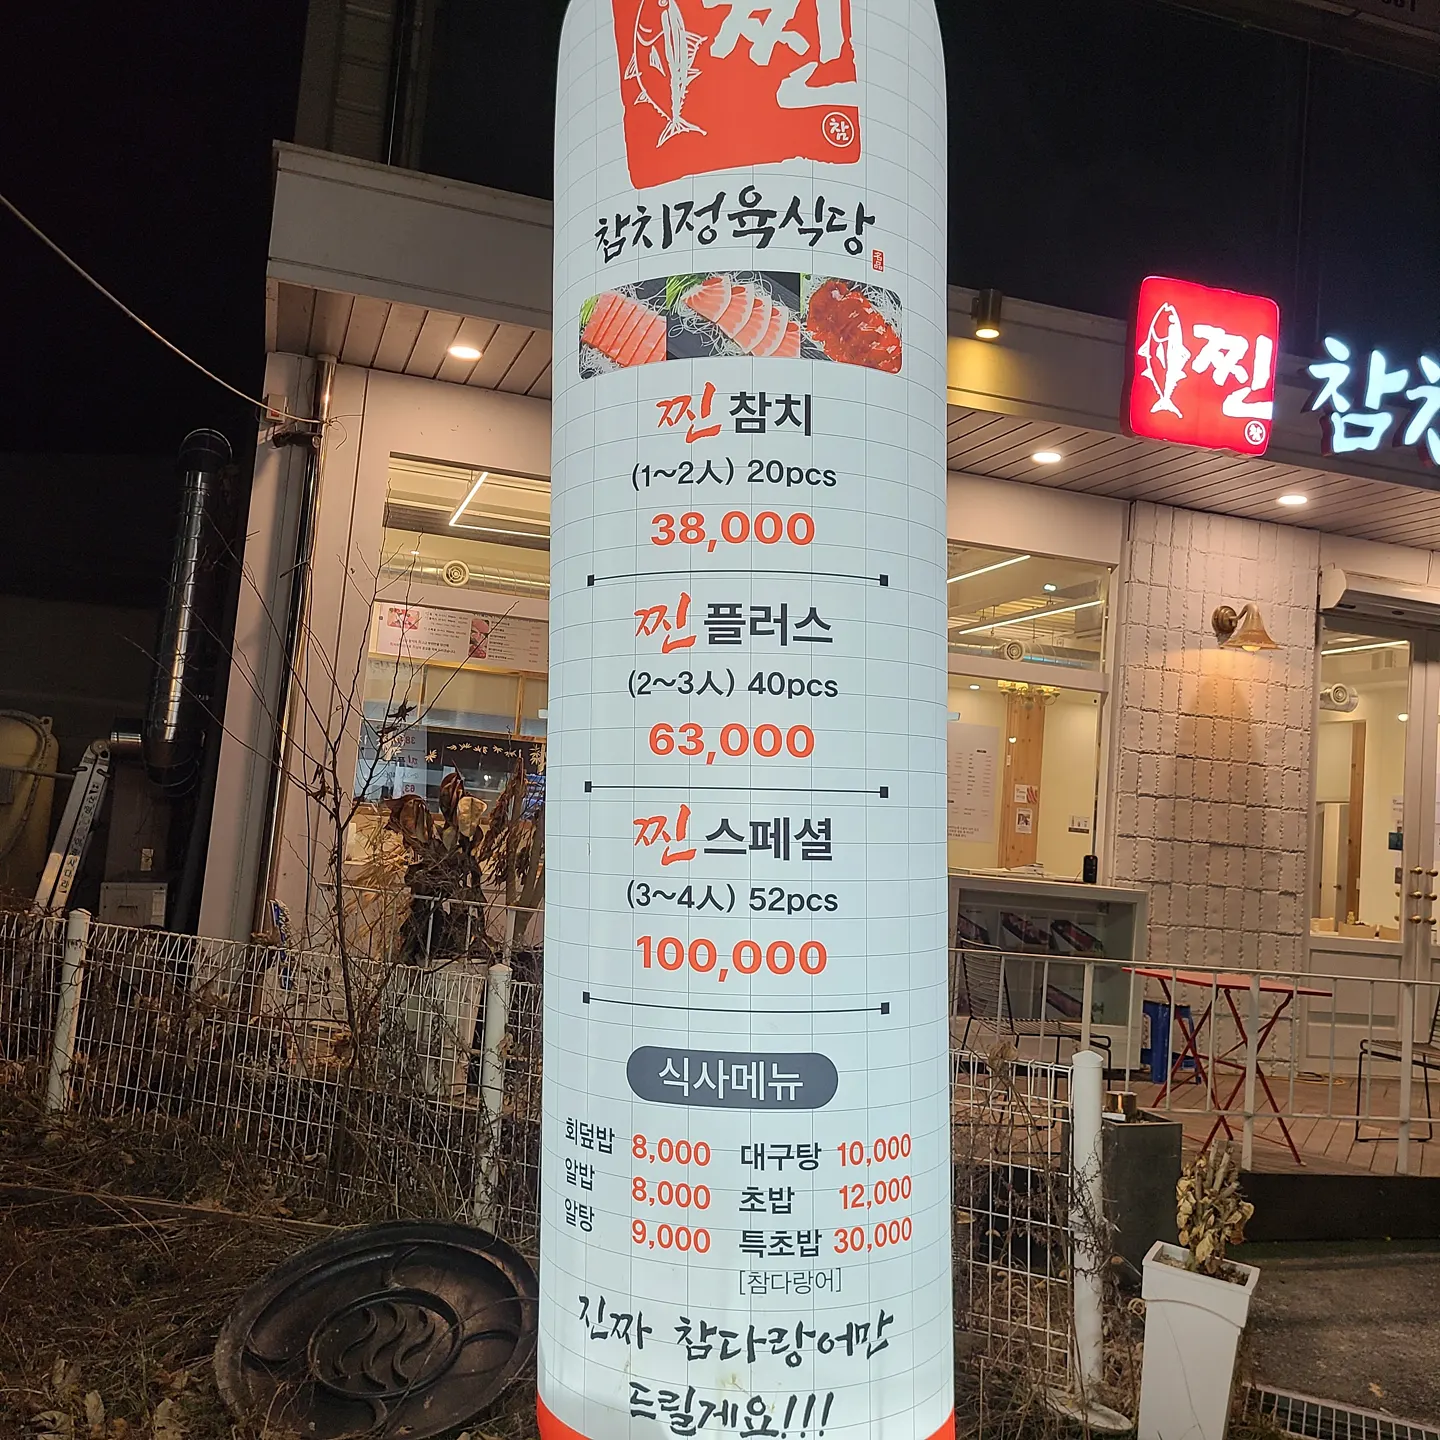 찐
참
참치정육식당
찐참치
(1~2人) 20pcs
38,000
찐플러스
(2~3人) 40pcs
63,000
찐스페셜
(3~4人) 52pcs
100,000
식사메뉴
회덮밥 8,000 대구탕 10,000
알밥 8,000 초밥 12,000
알탕 9,000 특초밥 30,000
[참다랑어]
진짜 참다랑어만
드릴게요!!!
찐
참
참치